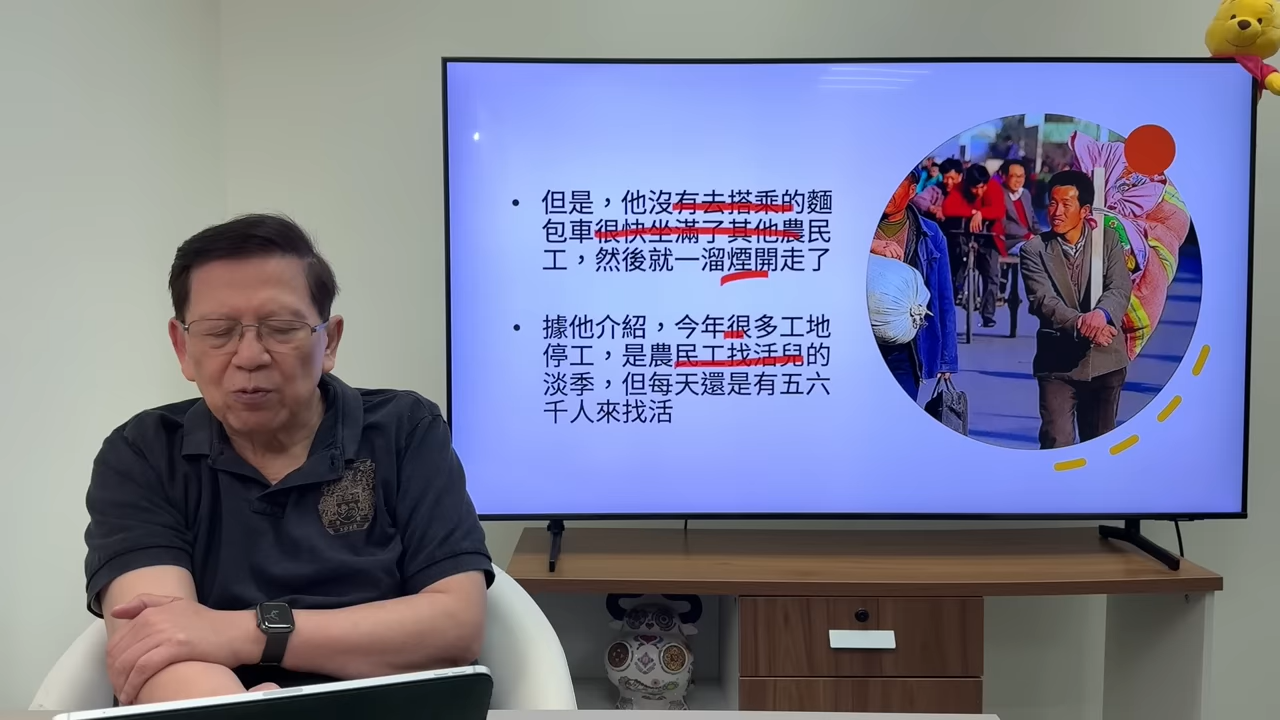 • 但是，他沒有去搭乘的麵
包車很快坐滿了其他農民
工，然後就一溜煙開走了
• 據他介紹，今年很多工地
停工，是農民工找活兒的
淡季，但每天還是有五六
千人來找活